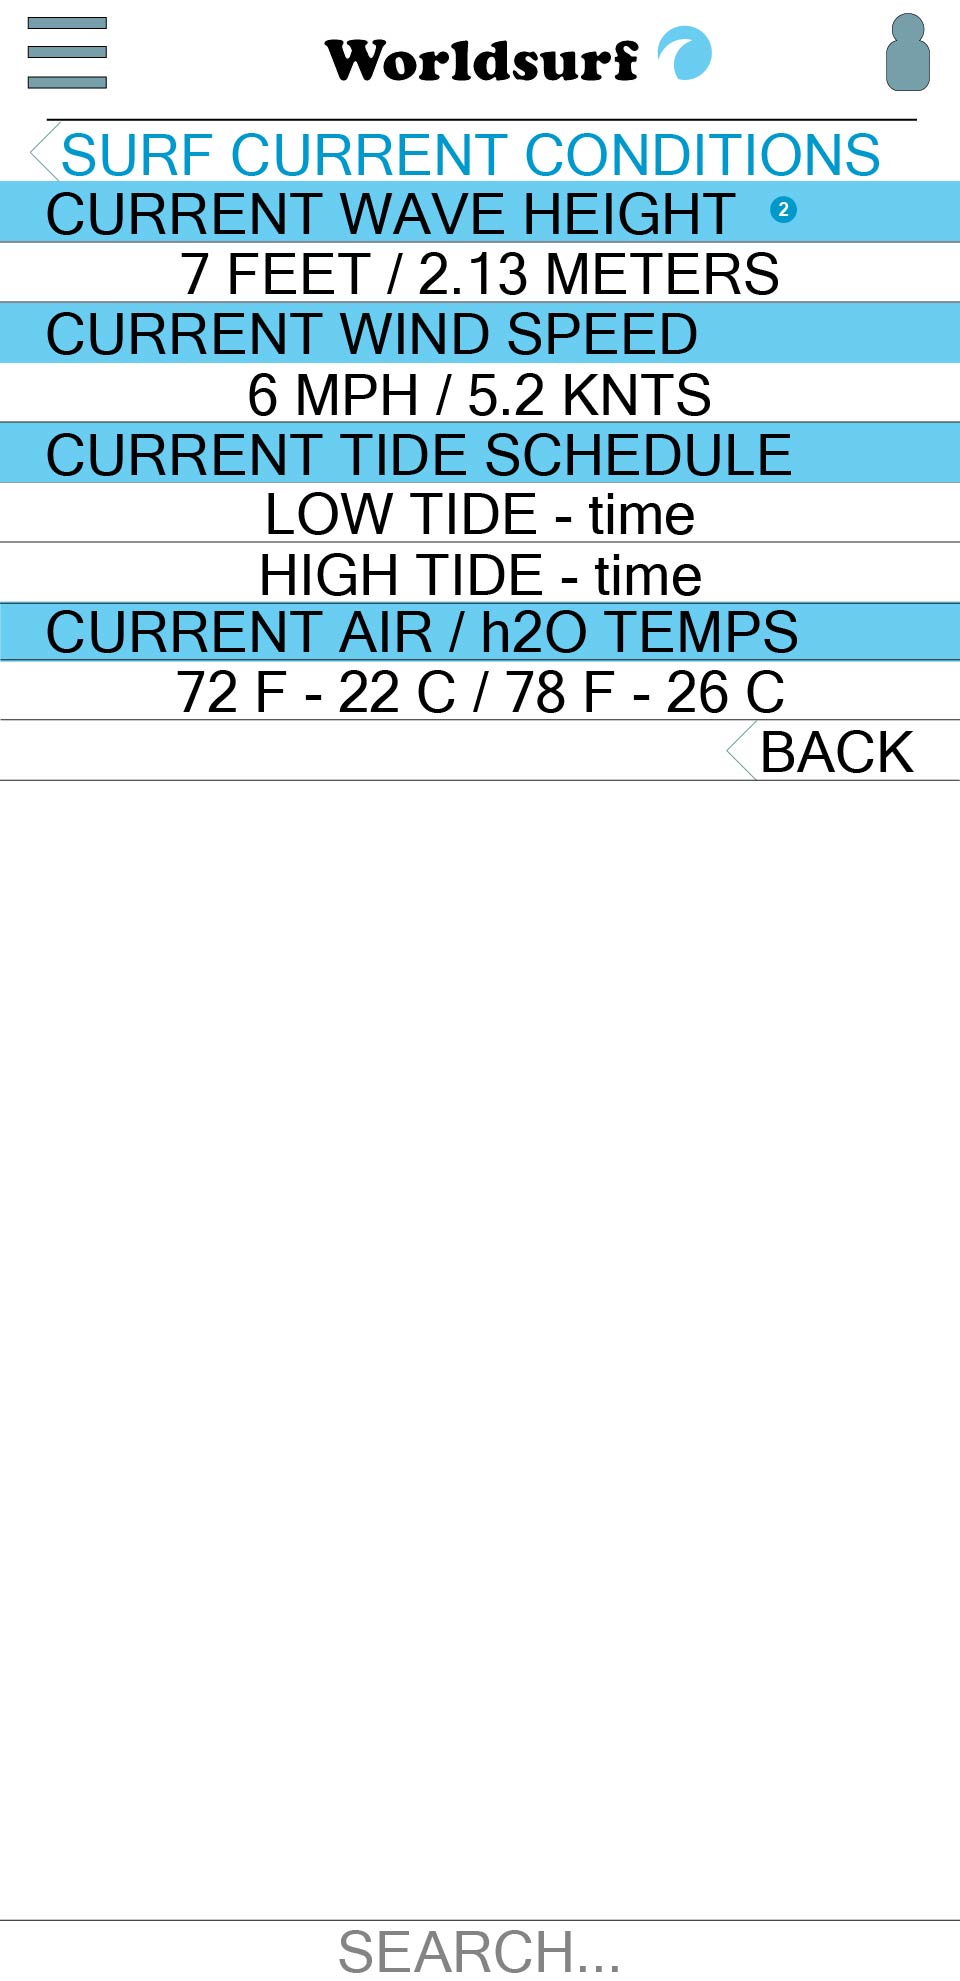 Worldsurf
SURF CURRENT CONDITIONS
CURRENT WAVE HEIGHT 2
7 FEET / 2.13 METERS
CURRENT WIND SPEED
6 MPH / 5.2 KNTS
CURRENT TIDE SCHEDULE
LOW TIDE - time
HIGH TIDE - time
CURRENT AIR / h2O TEMPS
72 F - 22 C / 78 F - 26 C
BACK
SEARCH...